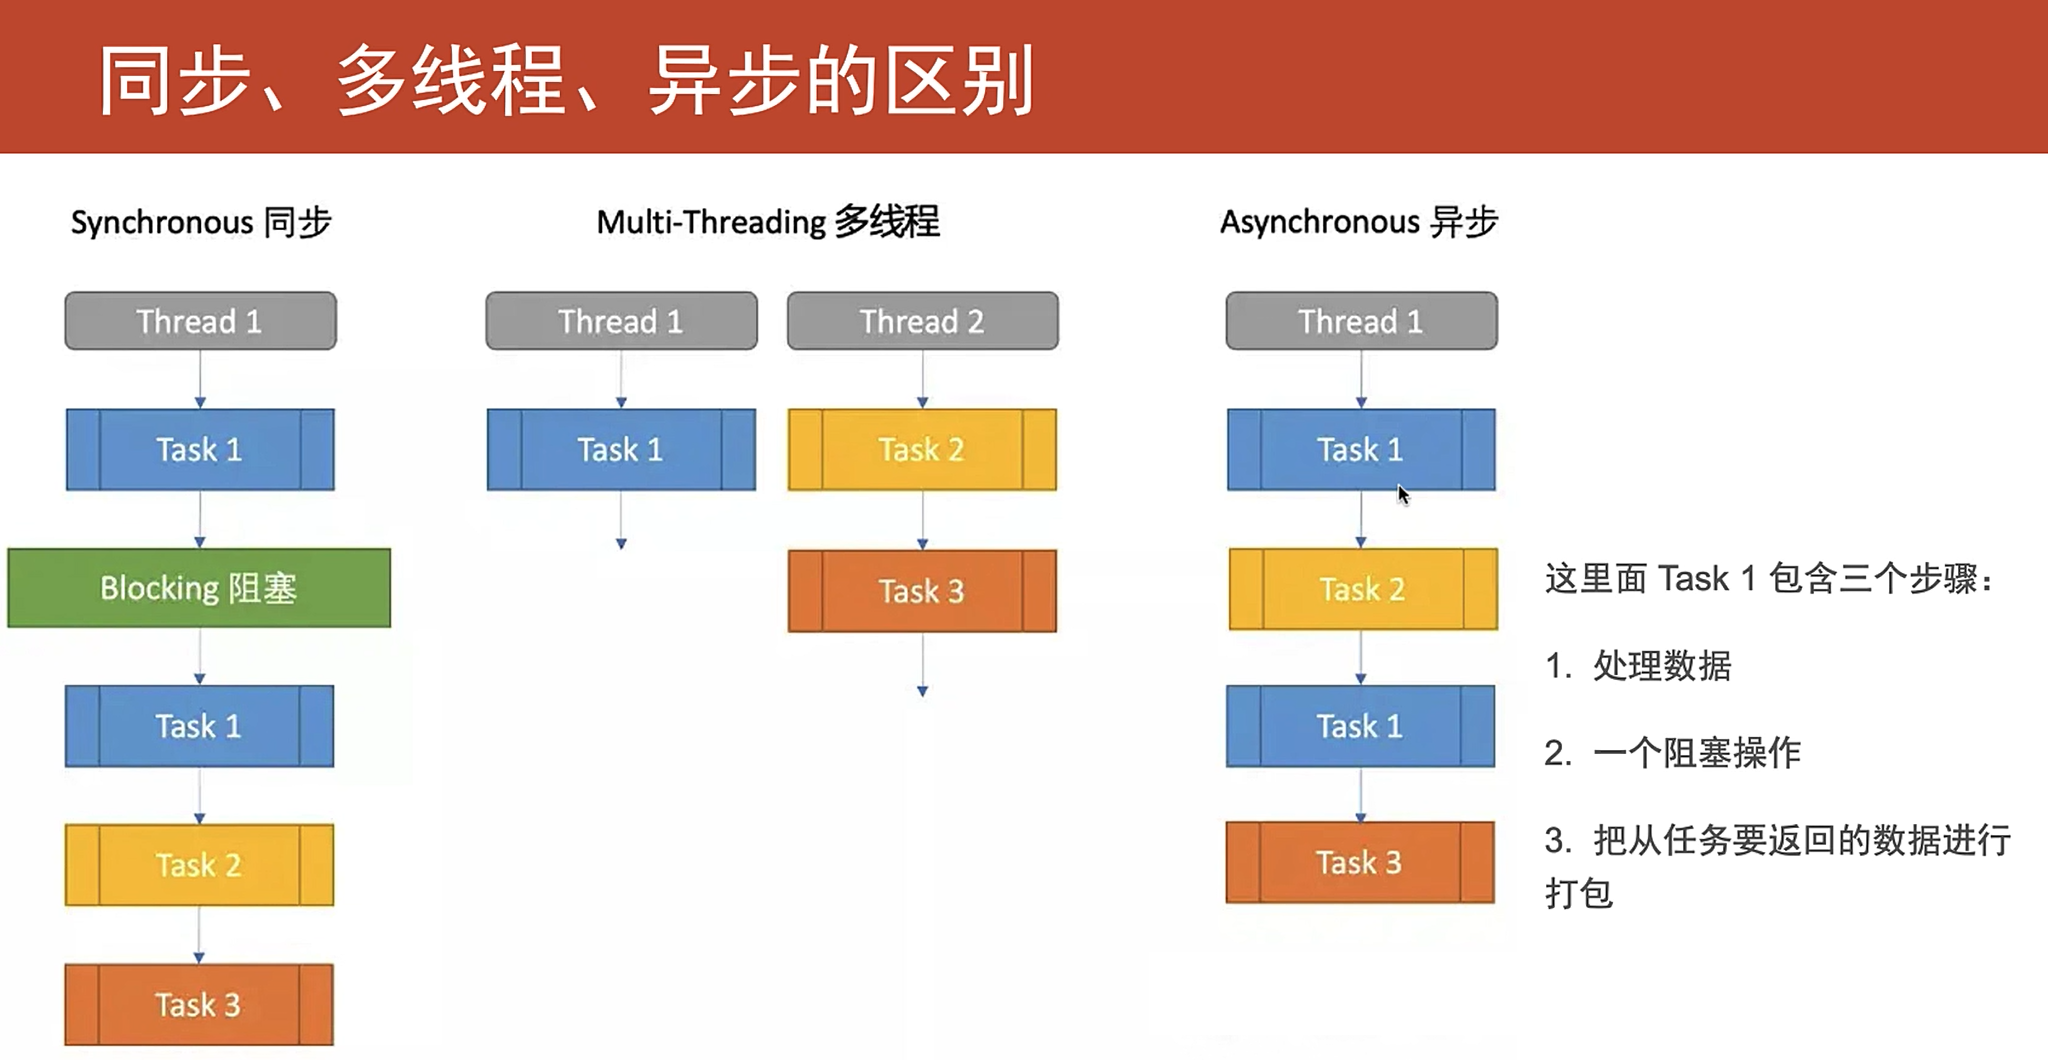 同步、多线程、异步的区别
Synchronous 同步
Thread 1
Task 1
Blocking 阻塞
Task 1
Task 2
Task 3
Multi-Threading 多线程
Thread 1
Task 1
Thread 2
Task 2
Task 3
Asynchronous 异步
Thread 1
Task 1
Task 2
Task 1
Task 3
这里面 Task 1 包含三个步骤：
1. 处理数据
2. 一个阻塞操作
3. 把从任务要返回的数据进行
打包